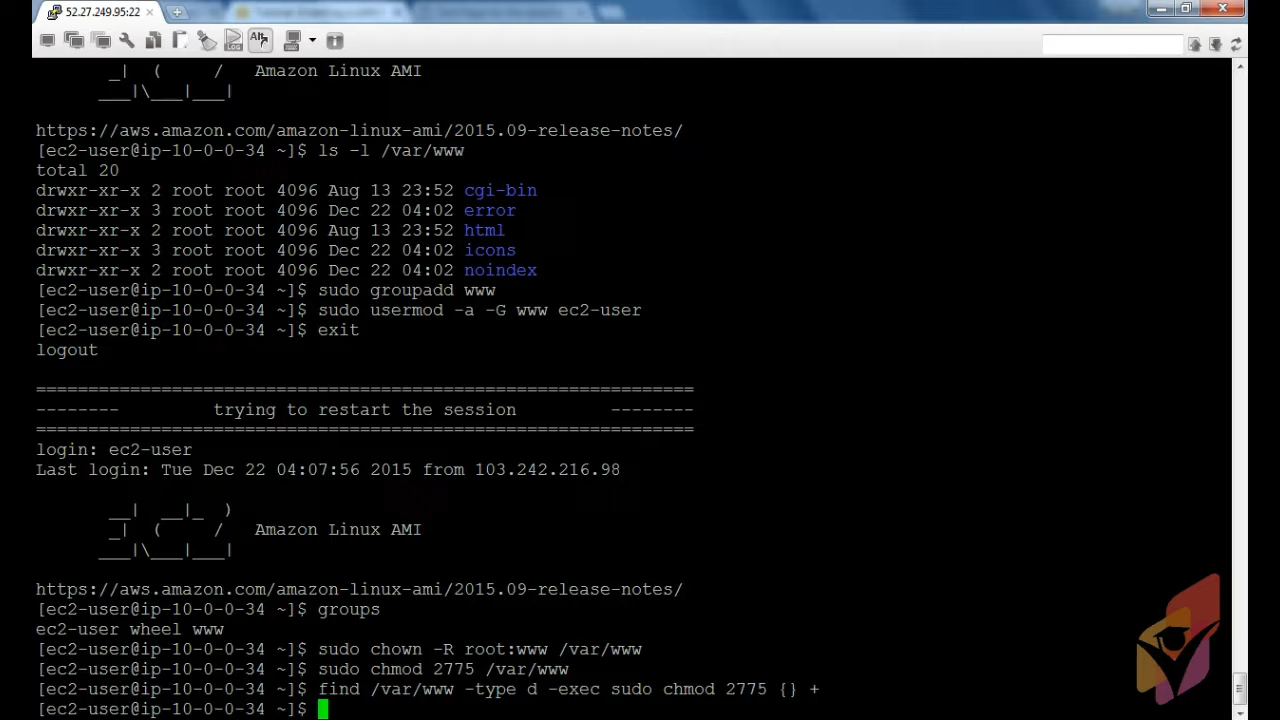 52.27.249.95:22
_|  (     /   Amazon Linux AMI
___|\___|___|
https://aws.amazon.com/amazon-linux-ami/2015.09-release-notes/
[ec2-user@ip-10-0-0-34 ~]$ ls -l /var/www
total 20
drwxr-xr-x 2 root root 4096 Aug 13 23:52 cgi-bin
drwxr-xr-x 3 root root 4096 Dec 22 04:02 error
drwxr-xr-x 2 root root 4096 Aug 13 23:52 html
drwxr-xr-x 3 root root 4096 Dec 22 04:02 icons
drwxr-xr-x 2 root root 4096 Dec 22 04:02 noindex
[ec2-user@ip-10-0-0-34 ~]$ sudo groupadd www
[ec2-user@ip-10-0-0-34 ~]$ sudo usermod -a -G www ec2-user
[ec2-user@ip-10-0-0-34 ~]$ exit
logout
===============================================================
--------         trying to restart the session         --------
===============================================================
login: ec2-user
Last login: Tue Dec 22 04:07:56 2015 from 103.242.216.98
__|  __|_  )
_|  (     /   Amazon Linux AMI
___|\___|___|
https://aws.amazon.com/amazon-linux-ami/2015.09-release-notes/
[ec2-user@ip-10-0-0-34 ~]$ groups
ec2-user wheel www
[ec2-user@ip-10-0-0-34 ~]$ sudo chown -R root:www /var/www
[ec2-user@ip-10-0-0-34 ~]$ sudo chmod 2775 /var/www
[ec2-user@ip-10-0-0-34 ~]$ find /var/www -type d -exec sudo chmod 2775 {} +
[ec2-user@ip-10-0-0-34 ~]$